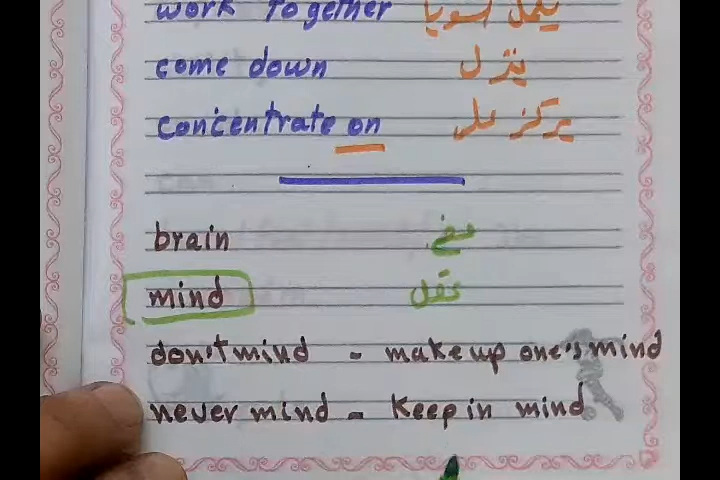 work together يعمل سويا
come down ينزل
concentrate on يركز على
brain مخ
mind عقل
don't mind - make up one's mind
never mind - Keep in mind